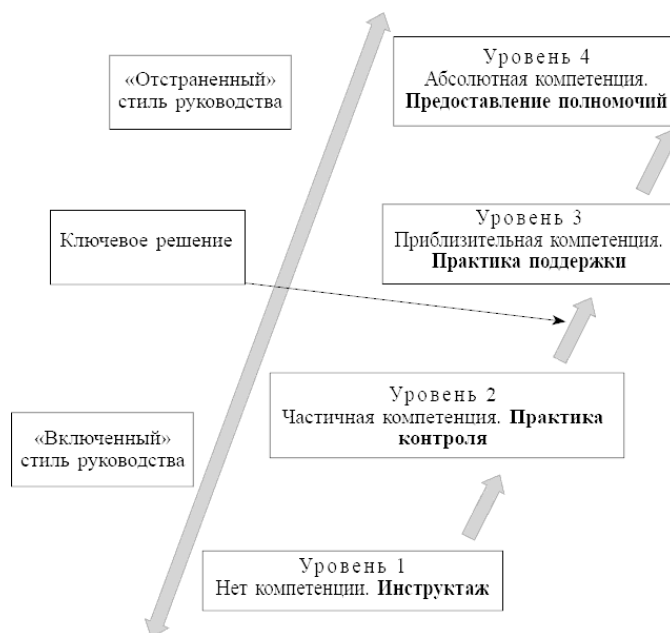 «Отстраненный»
стиль руководства
Уровень 4
Абсолютная компетенция.
Предоставление полномочий
Ключевое решение
Уровень 3
Приблизительная компетенция.
Практика поддержки
«Включенный»
стиль руководства
Уровень 2
Частичная компетенция. Практика
контроля
Уровень 1
Нет компетенции. Инструктаж